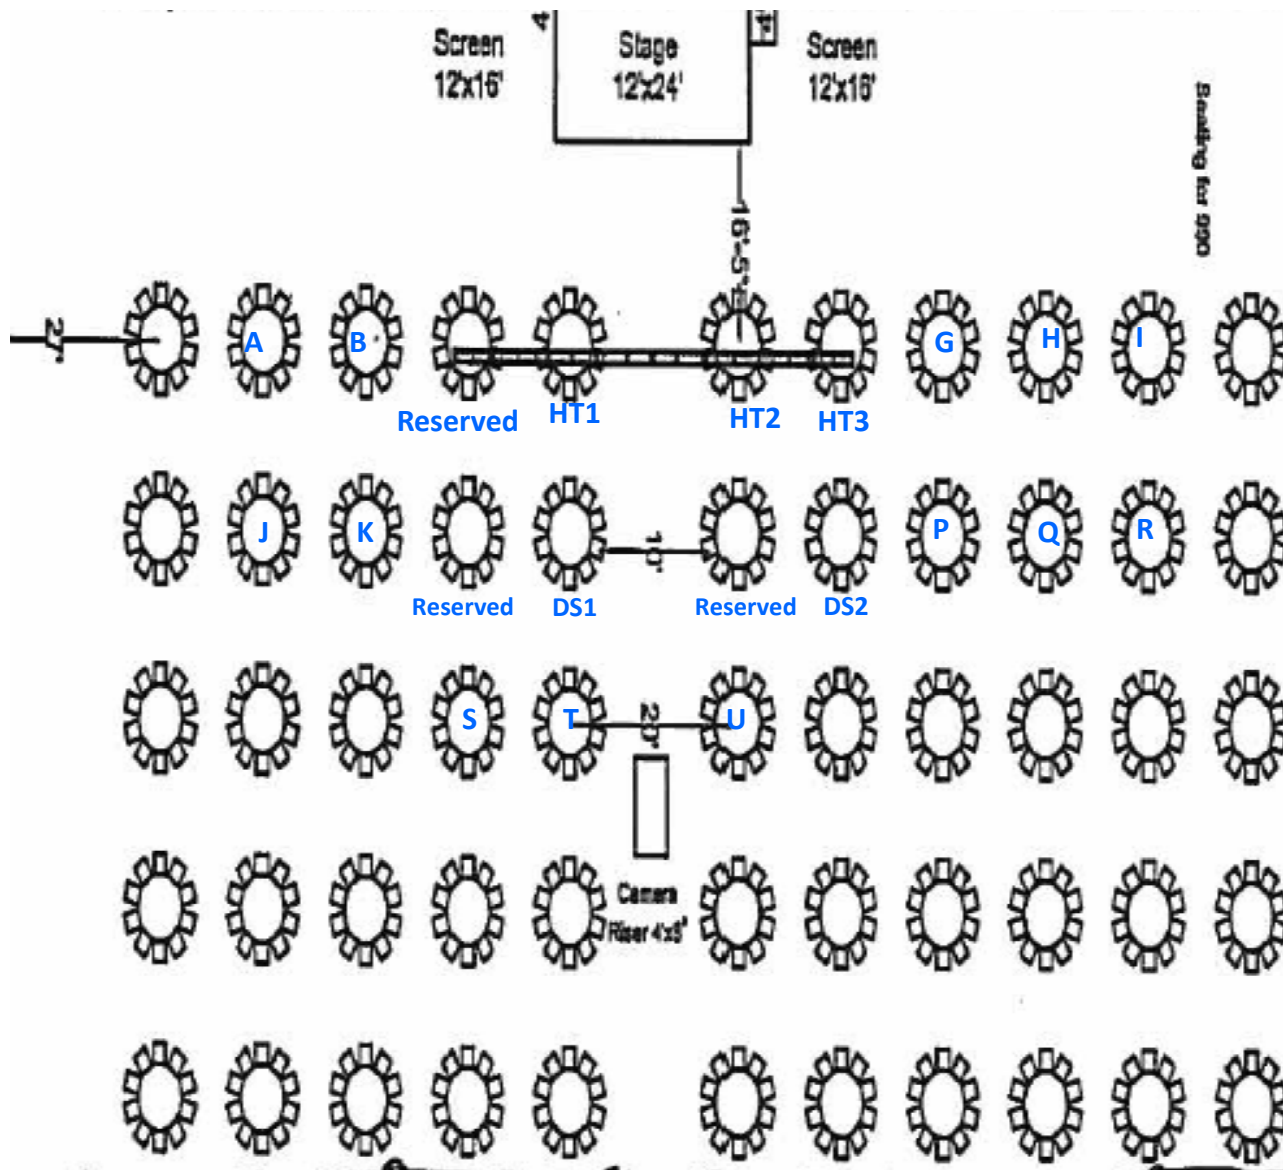 Screen
12'x16'
Stage
12'x24'
Screen
12'x16'
4'
Seating for 990
16'-5"
27'
A
B
G
H
I
Reserved
HT1
HT2
HT3
J
K
P
Q
R
10'
Reserved
DS1
Reserved
DS2
S
T
20'
U
Camera
Riser 4'x8'